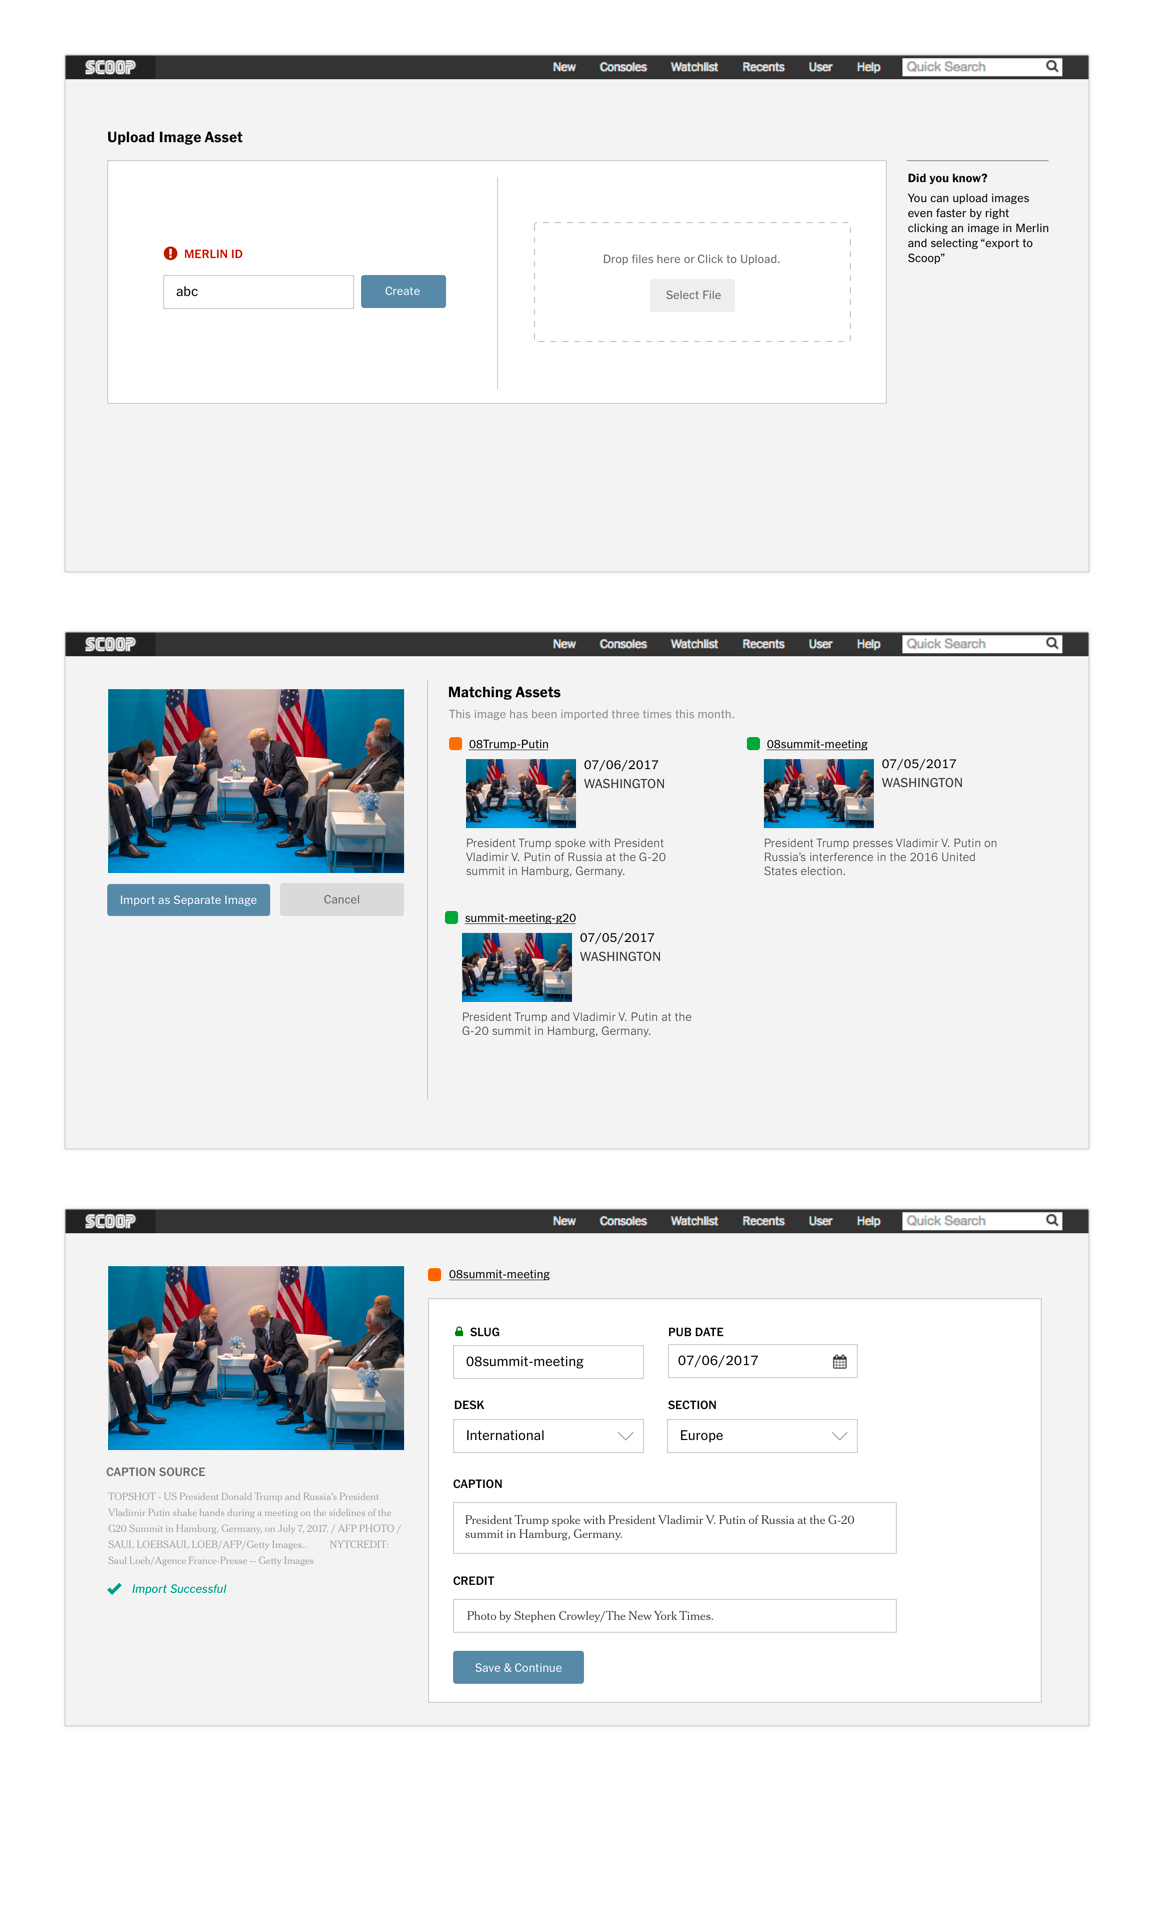 SCOOP New Consoles Watchlist Recents User Help Quick Search
Upload Image Asset
MERLIN ID
abc
Create
Drop files here or Click to Upload.
Select File
Did you know?
You can upload images
even faster by right
clicking an image in Merlin
and selecting “export to
Scoop”
SCOOP New Consoles Watchlist Recents User Help Quick Search
Import as Separate Image
Cancel
Matching Assets
This image has been imported three times this month.
08Trump-Putin
07/06/2017
WASHINGTON
President Trump spoke with President
Vladimir V. Putin of Russia at the G-20
summit in Hamburg, Germany.
08summit-meeting
07/05/2017
WASHINGTON
President Trump presses Vladimir V. Putin on
Russia’s interference in the 2016 United
States election.
summit-meeting-g20
07/05/2017
WASHINGTON
President Trump and Vladimir V. Putin at the
G-20 summit in Hamburg, Germany.
SCOOP New Consoles Watchlist Recents User Help Quick Search
CAPTION SOURCE
TOPSHOT - US President Donald Trump and Russia's President
Vladimir Putin shake hands during a meeting on the sidelines of the
G20 Summit in Hamburg, Germany, on July 7, 2017. / AFP PHOTO /
SAUL LOEBSAUL LOEB/AFP/Getty Images.. NYTCREDIT:
Saul Loeb/Agence France-Presse -- Getty Images
Import Successful
08summit-meeting
SLUG
08summit-meeting
PUB DATE
07/06/2017
DESK
International
SECTION
Europe
CAPTION
President Trump spoke with President Vladimir V. Putin of Russia at the G-20
summit in Hamburg, Germany.
CREDIT
Photo by Stephen Crowley/The New York Times.
Save & Continue